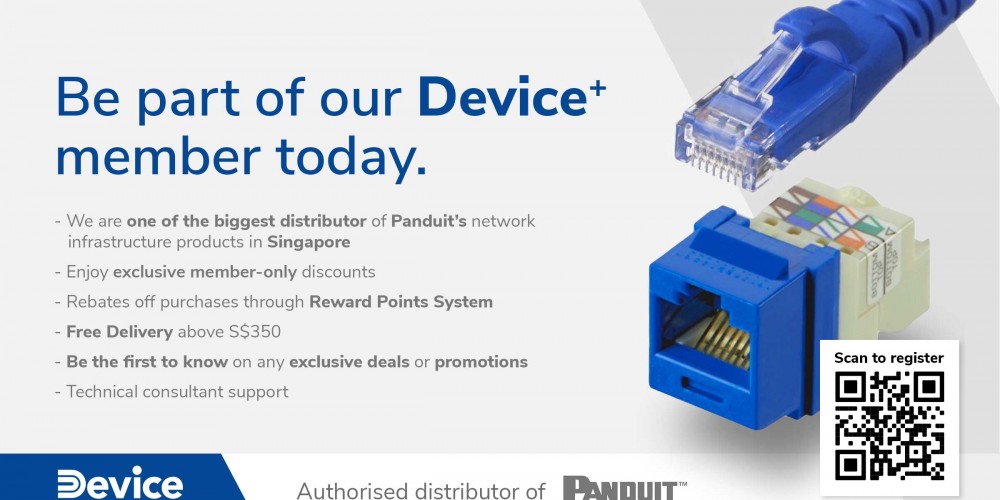 Be part of our Device+
member today.
- We are one of the biggest distributor of Panduit's network
infrastructure products in Singapore
- Enjoy exclusive member-only discounts
- Rebates off purchases through Reward Points System
- Free Delivery above S$350
- Be the first to know on any exclusive deals or promotions
- Technical consultant support
Scan to register
Device
Authorised distributor of PANDUIT™